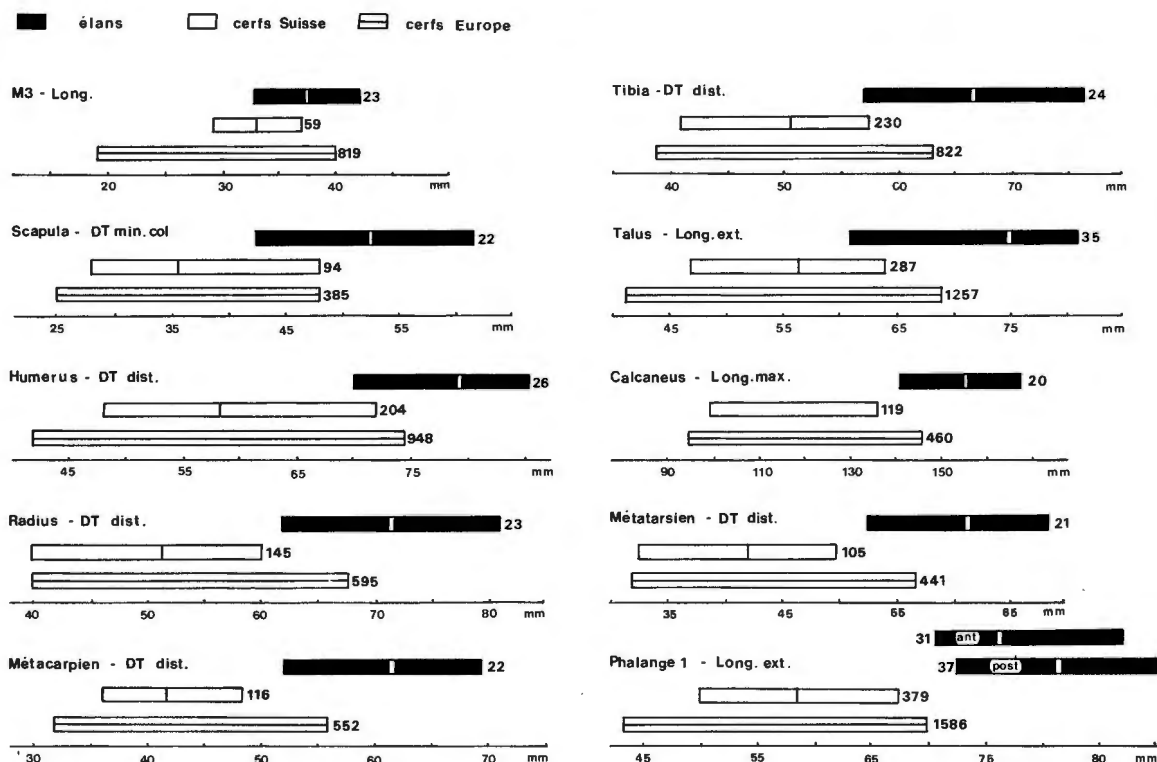 élans cerfs Suisse cerfs Europe
M3 - Long.
23
59
819
20 30 40 mm
Scapula - DT min. col
22
94
385
25 35 45 55 mm
Humerus - DT dist.
26
204
948
45 55 65 75 mm
Radius - DT dist.
23
145
595
40 50 60 70 80 mm
Métacarpien - DT dist.
22
116
552
30 40 50 60 70 mm
Tibia - DT dist.
24
230
822
40 50 60 70 mm
Talus - Long. ext.
35
287
1257
45 55 65 75 mm
Calcaneus - Long. max.
20
119
460
90 110 130 150 mm
Métatarsien - DT dist.
21
105
441
35 45 55 65 mm
31 ant
Phalange 1 - Long. ext.
37 post
379
1586
45 55 65 76 80 mm